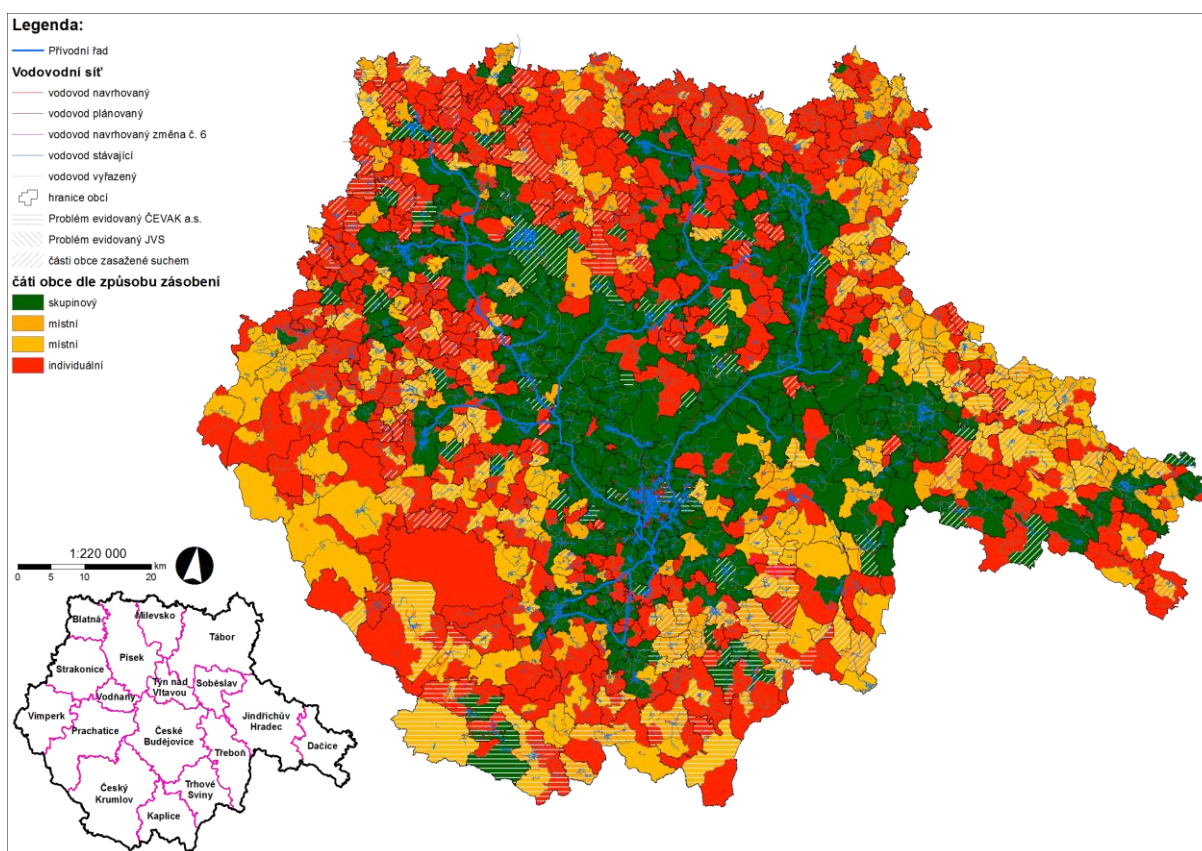 Legenda:
Přívodní řad
Vodovodní síť
vodovod navrhovaný
vodovod plánovaný
vodovod navrhovaný změna č. 6
vodovod stávající
vodovod vyřazený
hranice obcí
Problém evidovaný ČEVAK a.s.
Problém evidovaný JVS
části obce zasažené suchem
čáti obce dle způsobu zásobení
skupinový
místní
místní
individuální
1:220 000
km
0 5 10 20
Blatná
Milevsko
Tábor
Písek
Strakonice
Týn nad
Vltavou
Soběslav
Vodňany
Vimperk
Jindřichův
Hradec
Prachatice
České
Budějovice
Dačice
Třeboň
Český
Krumlov
Trhové
Sviny
Kaplice